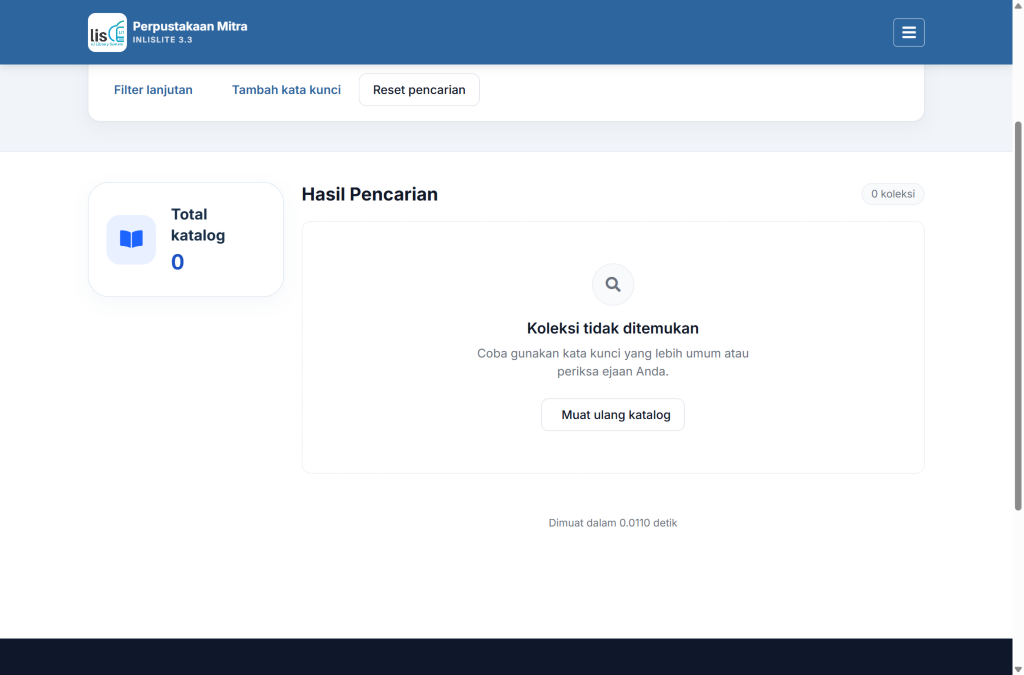 lis
Perpustakaan Mitra
INLISLITE 3.3
Filter lanjutan
Tambah kata kunci
Reset pencarian
Total
katalog
0
Hasil Pencarian
0 koleksi
Koleksi tidak ditemukan
Coba gunakan kata kunci yang lebih umum atau
periksa ejaan Anda.
Muat ulang katalog
Dimuat dalam 0.0110 detik